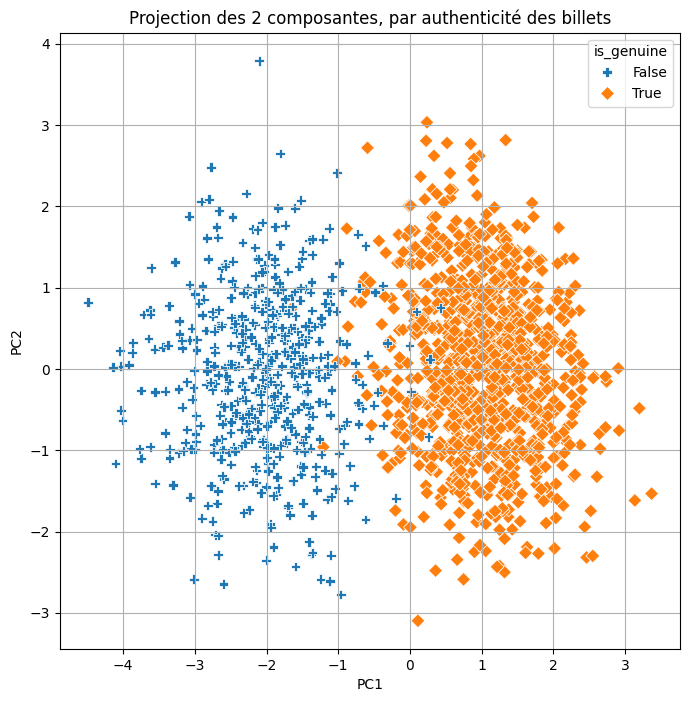 Projection des 2 composantes, par authenticité des billets
is_genuine
False
True
4
3
2
1
0
−1
−2
−3
PC2
−4
−3
−2
−1
0
1
2
3
PC1